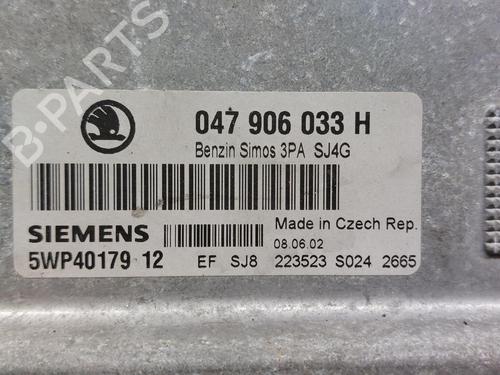 047 906 033 H
Benzin Simos 3PA SJ4G
SIEMENS
Made in Czech Rep.
08.06.02
5WP40179 12 EF SJ8 223523 S024 2665
B-PARTS